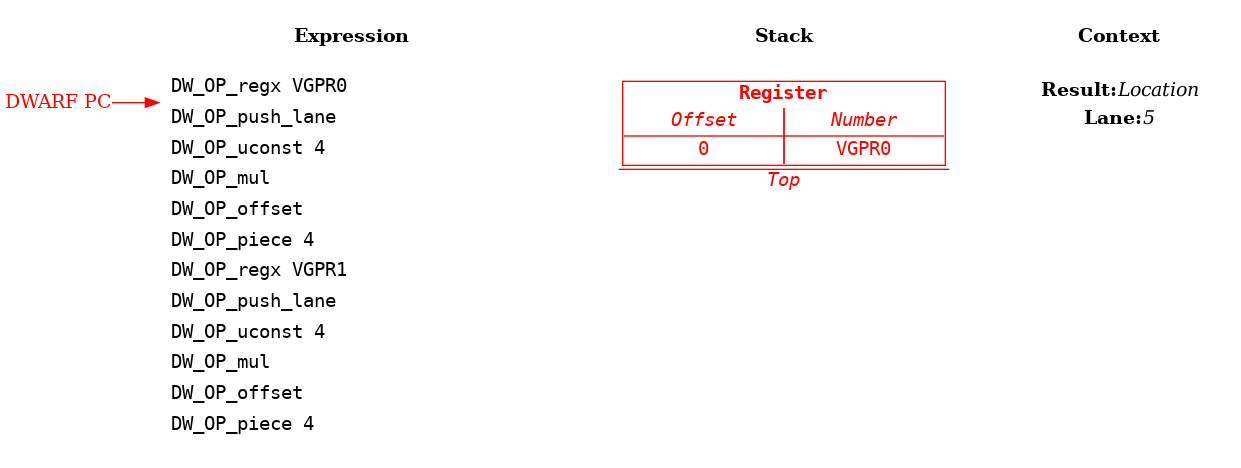 Expression Stack Context
DW_OP_regx VGPR0
DWARF PC
DW_OP_push_lane
DW_OP_uconst 4
DW_OP_mul
DW_OP_offset
DW_OP_piece 4
DW_OP_regx VGPR1
DW_OP_push_lane
DW_OP_uconst 4
DW_OP_mul
DW_OP_offset
DW_OP_piece 4
Register
Offset Number
0 VGPR0
Top
Result:Location
Lane:5